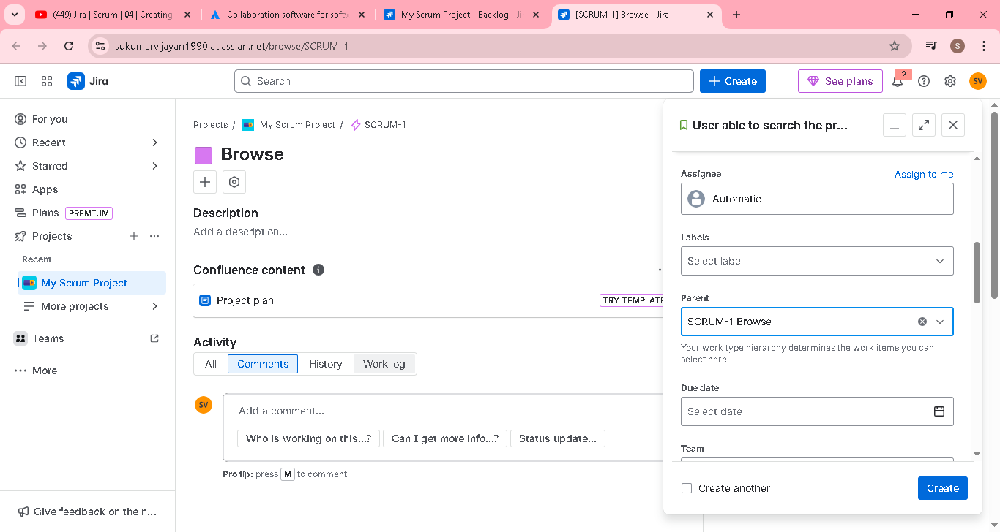 (449) Jira | Scrum | 04 | Creating
Collaboration software for softw
My Scrum Project - Backlog - Ji
[SCRUM-1] Browse - Jira
sukumarvijayan1990.atlassian.net/browse/SCRUM-1
S
Jira
Search
Create
See plans
2
SV
For you
Recent
Starred
Apps
Plans PREMIUM
Projects
Recent
My Scrum Project
More projects
Teams
More
Give feedback on the n...
Projects / My Scrum Project / SCRUM-1
Browse
Description
Add a description...
Confluence content
Project plan
TRY TEMPLATE
Activity
All Comments History Work log
SV
Add a comment...
Who is working on this...? Can I get more info...? Status update...
Pro tip: press M to comment
User able to search the pr...
Assignee
Assign to me
Automatic
Labels
Select label
Parent
SCRUM-1 Browse
Your work type hierarchy determines the work items you can
select here.
Due date
Select date
Team
Create another
Create